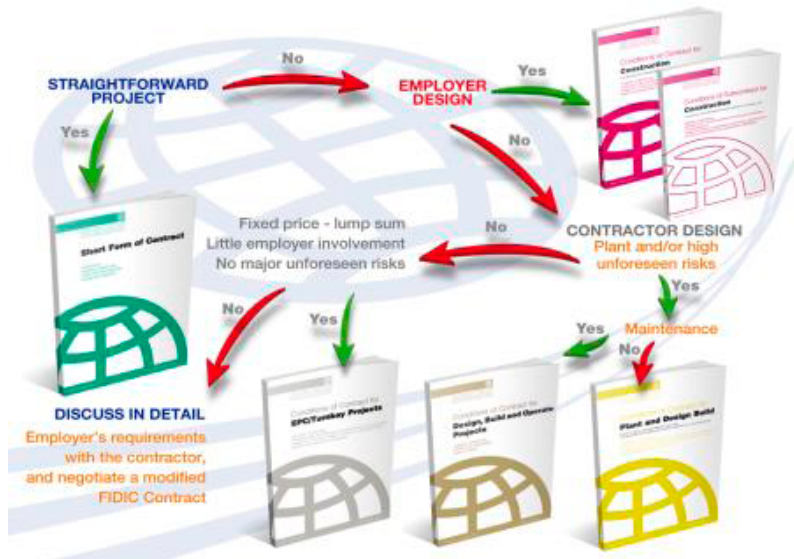 No
STRAIGHTFORWARD
PROJECT
EMPLOYER
DESIGN
Yes
Conditions of Contract for
Construction
Conditions of Subcontract for
Construction
Yes
No
Short Form of Contract
Fixed price - lump sum
Little employer involvement
No major unforeseen risks
No
CONTRACTOR DESIGN
Plant and/or high
unforeseen risks
No
Yes
Yes
Yes
Maintenance
No
DISCUSS IN DETAIL
Employer's requirements
with the contractor,
and negotiate a modified
FIDIC Contract
Conditions of Contract for
EPC/Turnkey Projects
Conditions of Contract for
Design, Build and Operate
Projects
Conditions of Contract for
Plant and Design Build